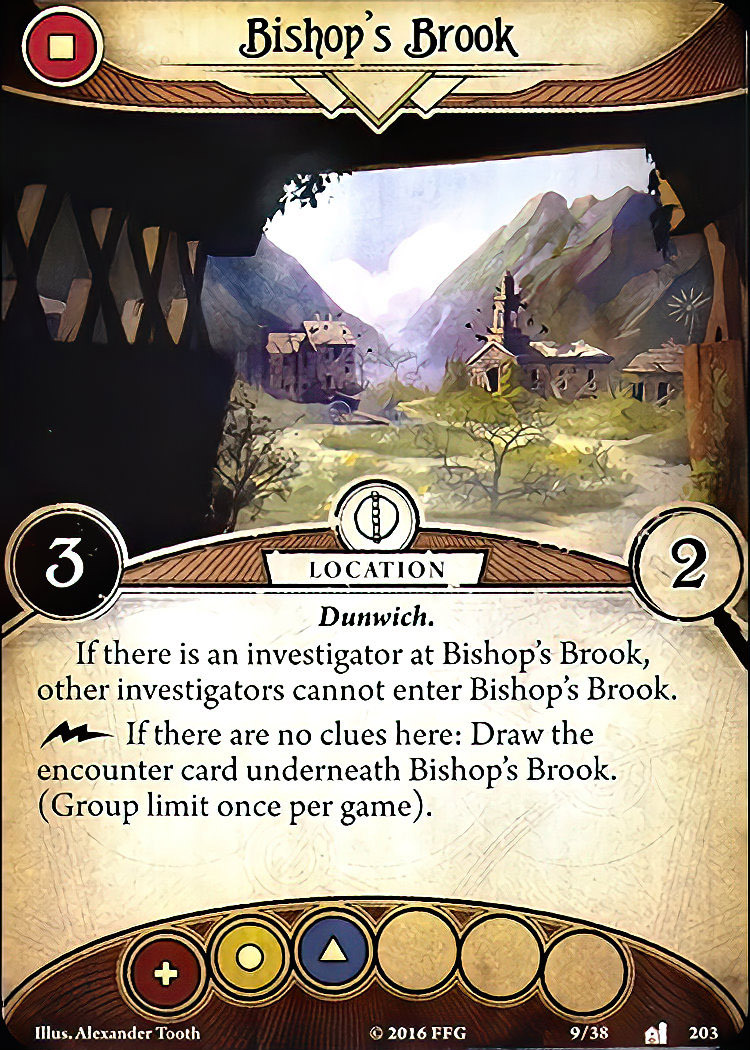 Bishop's Brook
3
LOCATION
2
Dunwich.
If there is an investigator at Bishop's Brook,
other investigators cannot enter Bishop's Brook.
If there are no clues here: Draw the
encounter card underneath Bishop's Brook.
(Group limit once per game).
Illus. Alexander Tooth © 2016 FFG 9/38 203